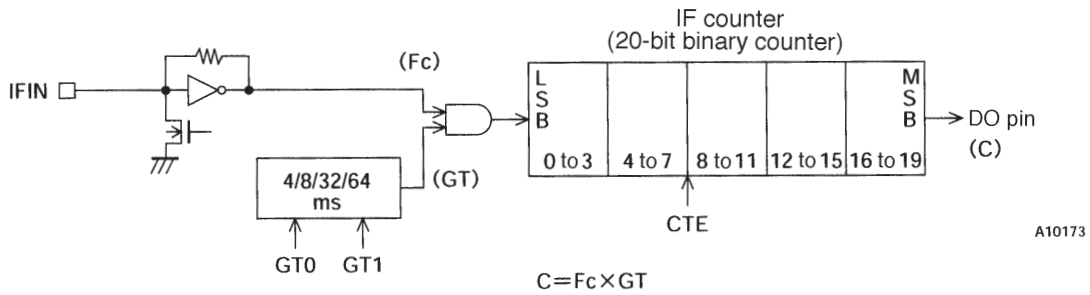 IF counter
(20-bit binary counter)
IFIN
(Fc)
L
S
B
M
S
B
DO pin
(C)
0 to 3
4 to 7
8 to 11
12 to 15
16 to 19
4/8/32/64
ms
(GT)
CTE
GT0
GT1
A10173
C=Fc×GT